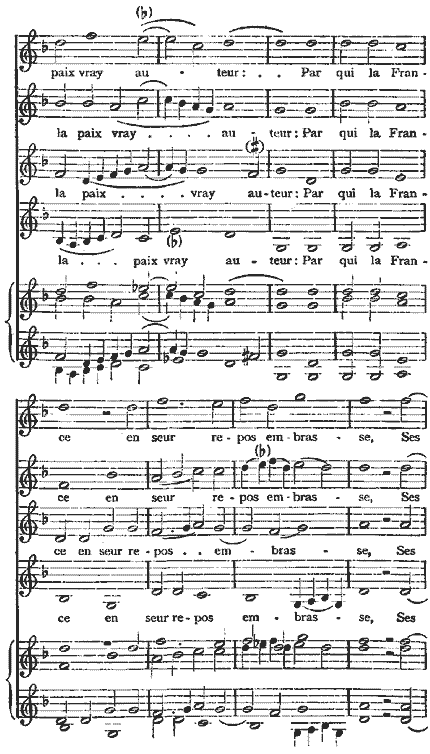 (b)
paix vray au - teur: . . Par qui la Fran-
la paix vray . . . . au - teur: Par qui la Fran-
la paix . . . . vray au-teur: Par qui la Fran-
la . . . paix vray au - teur: Par qui la Fran-
ce en seur re - pos em - bras - se, Ses
ce en seur re - pos em-bras - se, Ses
ce en seur re - pos . . em - bras - se, Ses
ce en seur re - pos em - bras - se, Ses